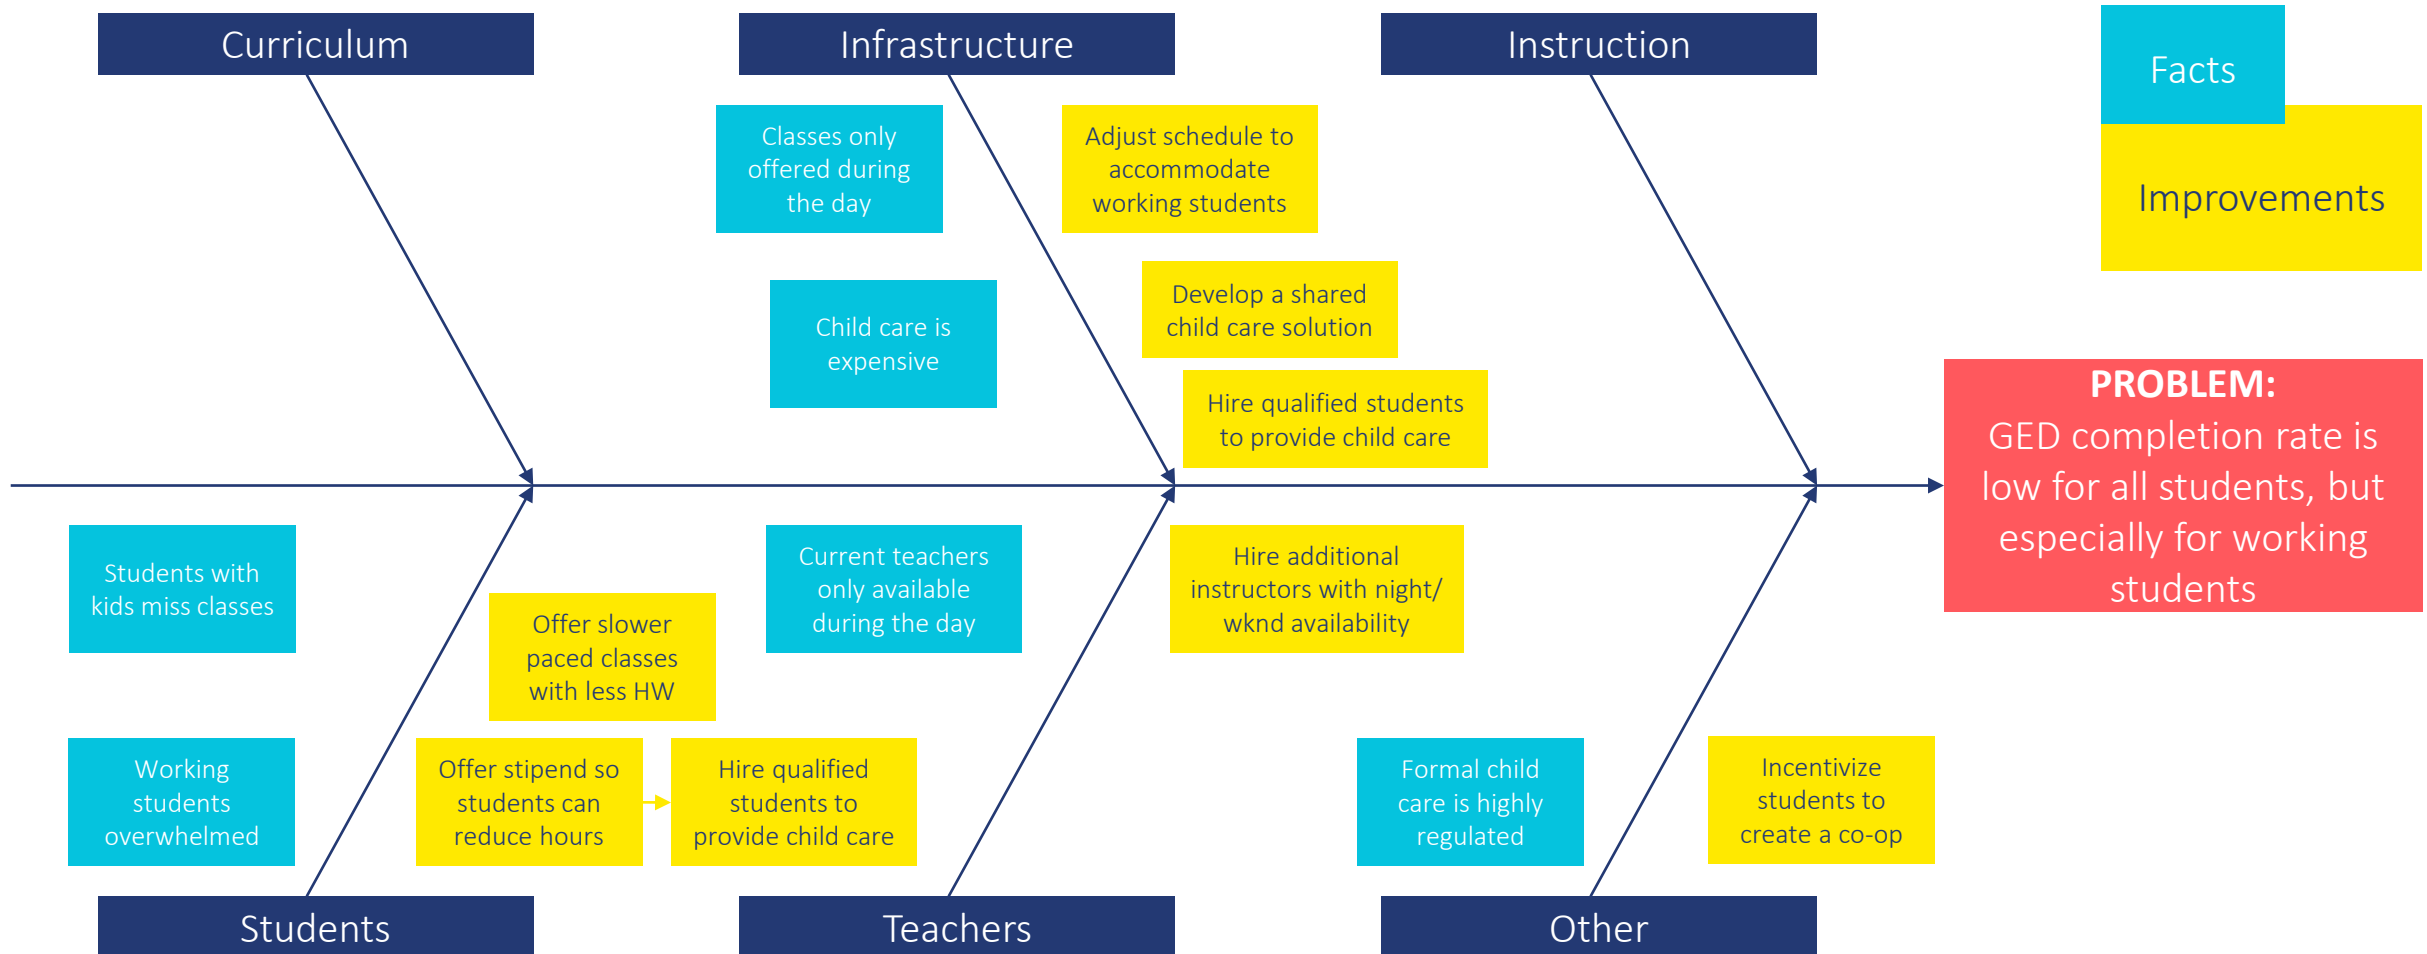 Curriculum
Infrastructure
Instruction
Facts
Improvements
Classes only
offered during
the day
Adjust schedule to
accommodate
working students
Child care is
expensive
Develop a shared
child care solution
Hire qualified students
to provide child care
PROBLEM:
GED completion rate is
low for all students, but
especially for working
students
Students with
kids miss classes
Offer slower
paced classes
with less HW
Current teachers
only available
during the day
Hire additional
instructors with night/
wknd availability
Working
students
overwhelmed
Offer stipend so
students can
reduce hours
Hire qualified
students to
provide child care
Formal child
care is highly
regulated
Incentivize
students to
create a co-op
Students
Teachers
Other